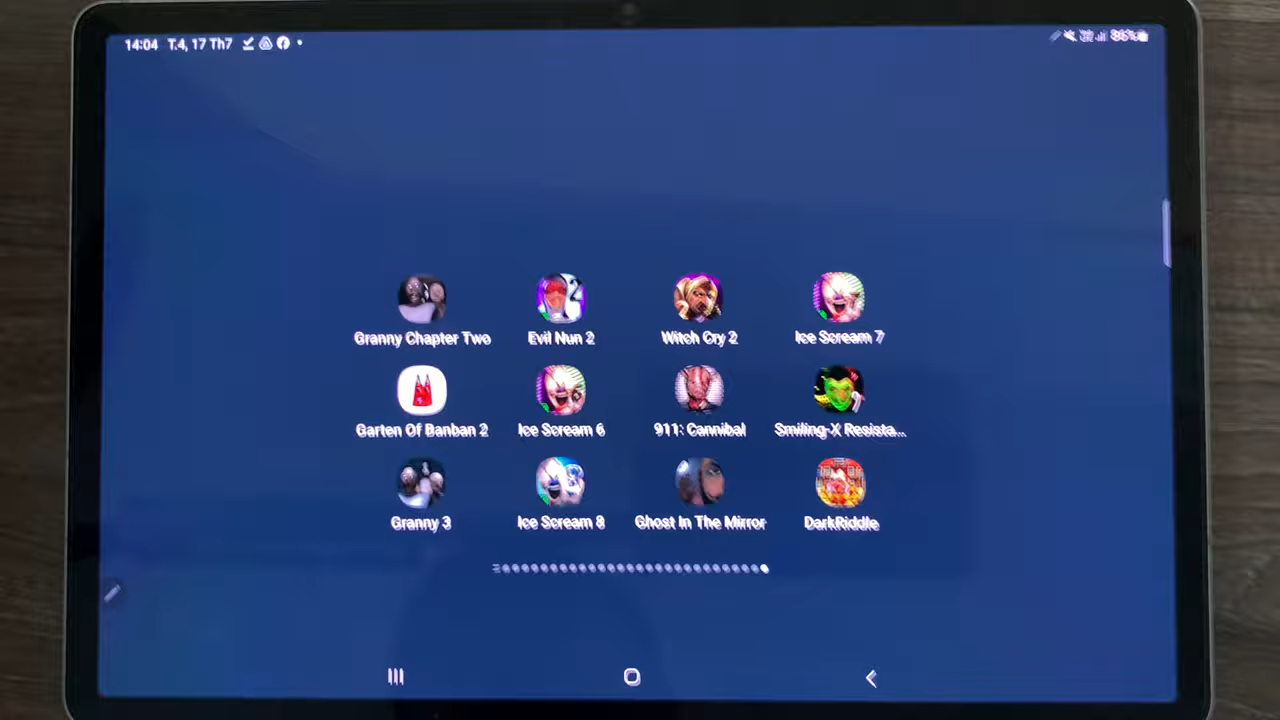 14:04 T.4, 17 Th7
86%
Granny Chapter Two Evil Nun 2 Witch Cry 2 Ice Scream 7
Garten Of Banban 2 Ice Scream 6 911: Cannibal Smiling-X Resista...
Granny 3 Ice Scream 8 Ghost In The Mirror DarkRiddle